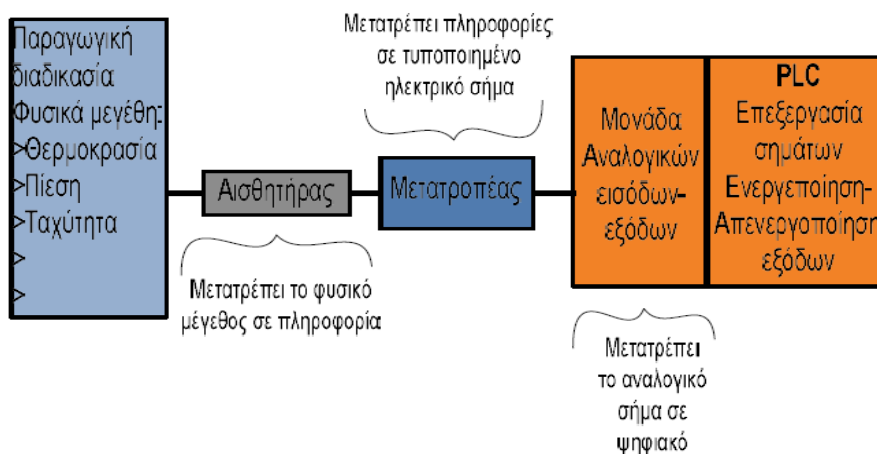 Παραγωγική
διαδικασία
Φυσικά μεγέθη:
>Θερμοκρασία
>Πίεση
>Ταχύτητα
>
>
Αισθητήρας
Μετατρέπει το φυσικό
μέγεθος σε πληροφορία
Μετατρέπει πληροφορίες
σε τυποποιημένο
ηλεκτρικό σήμα
Μετατροπέας
Μονάδα
Αναλογικών
εισόδων-
εξόδων
Μετατρέπει
το αναλογικό
σήμα σε
ψηφιακό
PLC
Επεξεργασία
σημάτων
Ενεργεποίηση-
Απενεργοποίηση
εξόδων